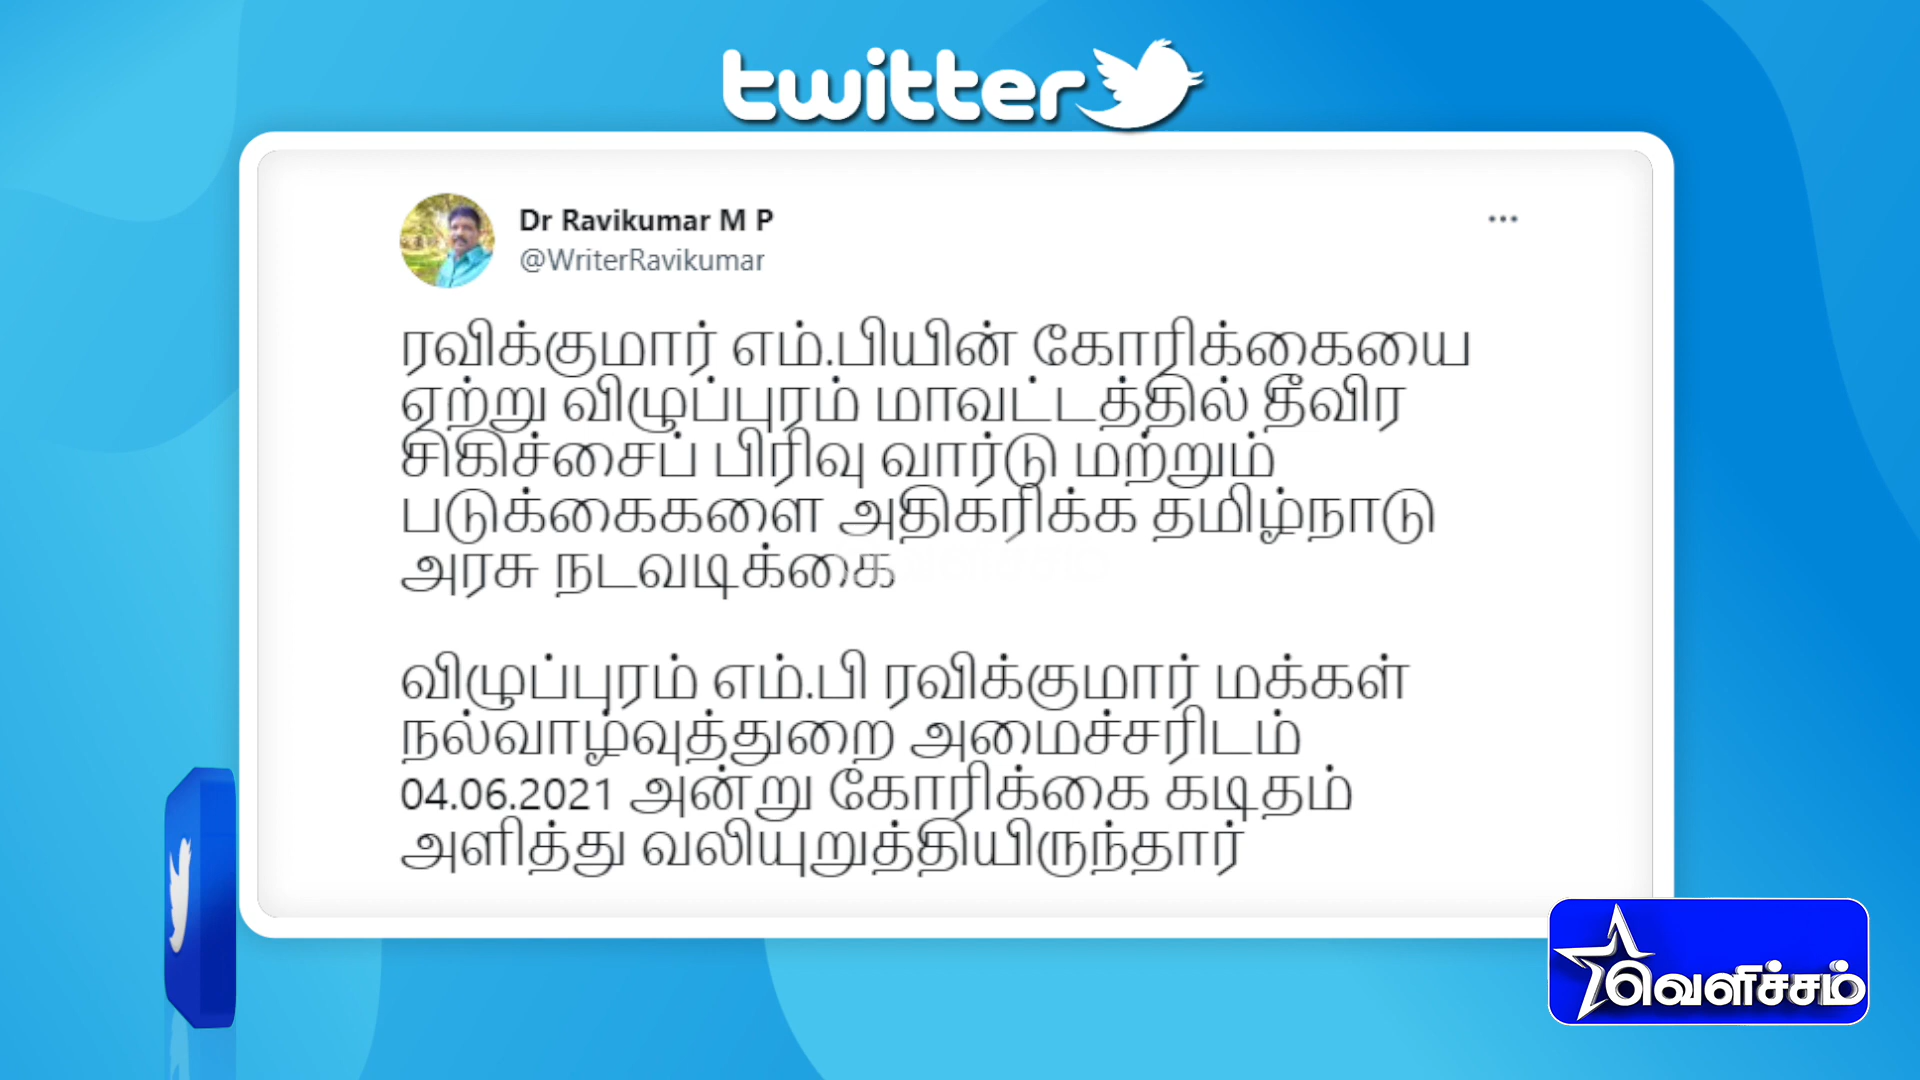 twitter
Dr Ravikumar M P
@WriterRavikumar
ரவிக்குமார் எம்.பியின் கோரிக்கையை
ஏற்று விழுப்புரம் மாவட்டத்தில் தீவிர
சிகிச்சைப் பிரிவு வார்டு மற்றும்
படுக்கைகளை அதிகரிக்க தமிழ்நாடு
அரசு நடவடிக்கை
விழுப்புரம் எம்.பி ரவிக்குமார் மக்கள்
நல்வாழ்வுத்துறை அமைச்சரிடம்
04.06.2021 அன்று கோரிக்கை கடிதம்
அளித்து வலியுறுத்தியிருந்தார்
வெளிச்சம்